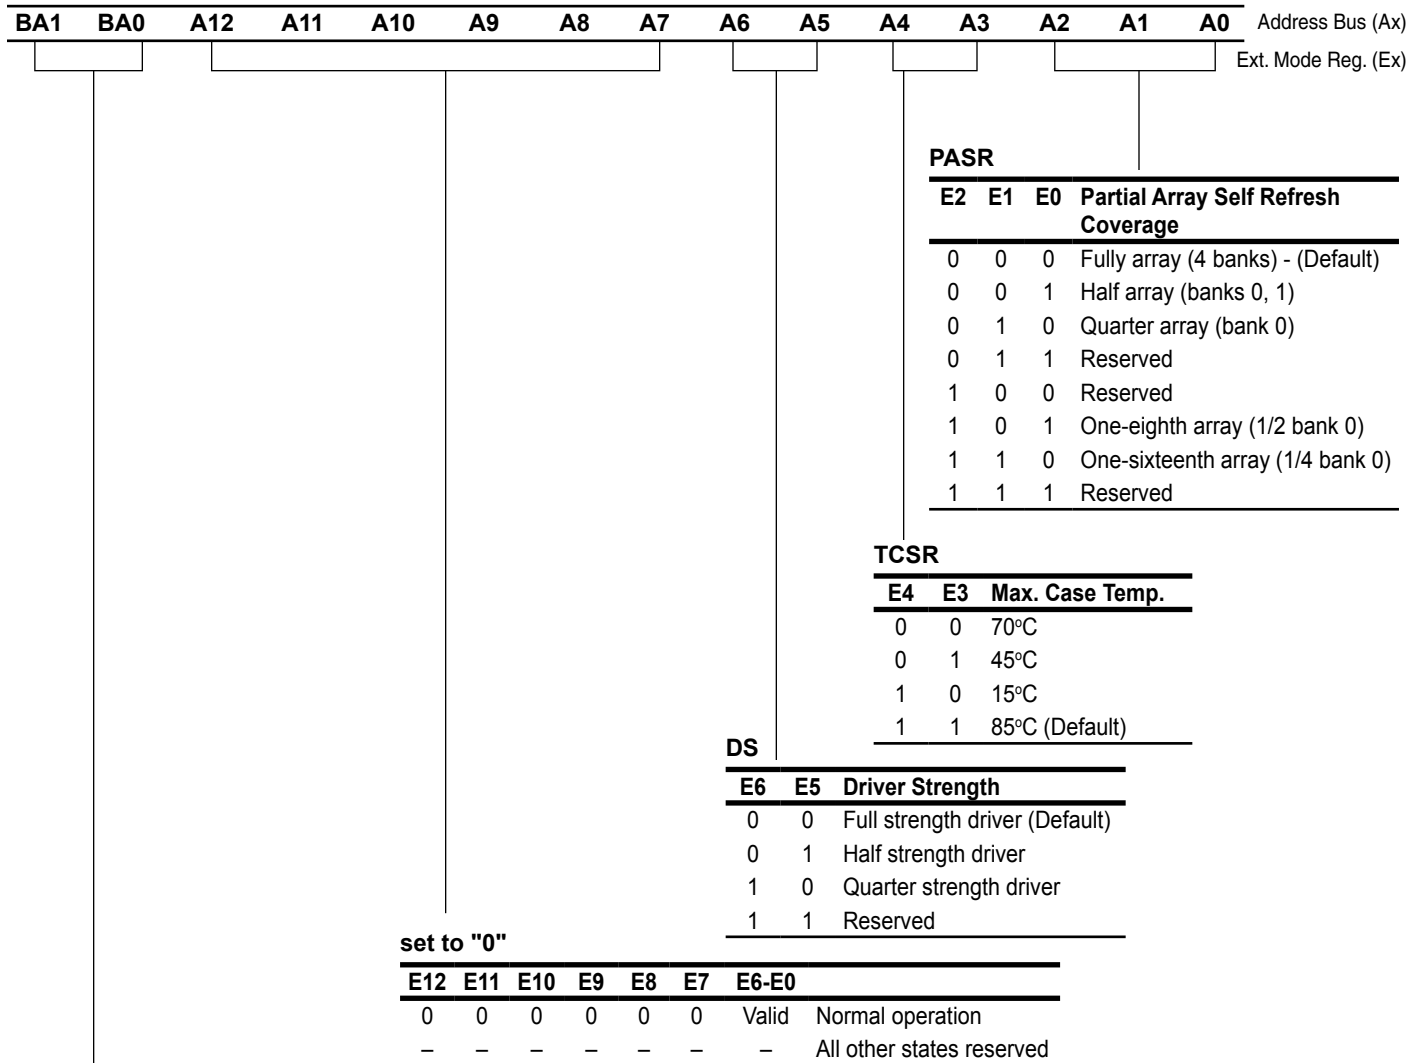 BA1 BA0 A12 A11 A10 A9 A8 A7 A6 A5 A4 A3 A2 A1 A0 Address Bus (Ax)
Ext. Mode Reg. (Ex)
PASR
E2 E1 E0 Partial Array Self Refresh
Coverage
0 0 0 Fully array (4 banks) - (Default)
0 0 1 Half array (banks 0, 1)
0 1 0 Quarter array (bank 0)
0 1 1 Reserved
1 0 0 Reserved
1 0 1 One-eighth array (1/2 bank 0)
1 1 0 One-sixteenth array (1/4 bank 0)
1 1 1 Reserved
TCSR
E4 E3 Max. Case Temp.
0 0 70°C
0 1 45°C
1 0 15°C
1 1 85°C (Default)
DS
E6 E5 Driver Strength
0 0 Full strength driver (Default)
0 1 Half strength driver
1 0 Quarter strength driver
1 1 Reserved
set to "0"
E12 E11 E10 E9 E8 E7 E6-E0
0 0 0 0 0 0 Valid Normal operation
– – – – – – – All other states reserved